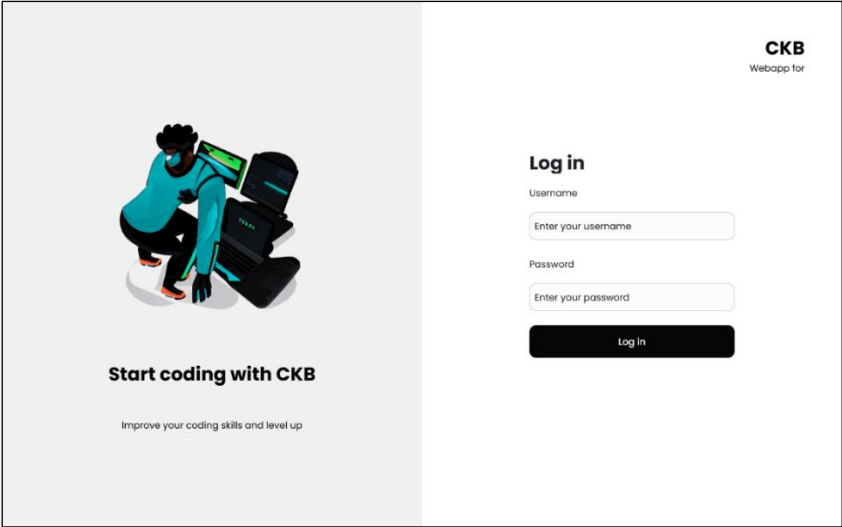 Start coding with CKB
Improve your coding skills and level up
CKB
Webapp for
Log in
Username
Enter your username
Password
Enter your password
Log in